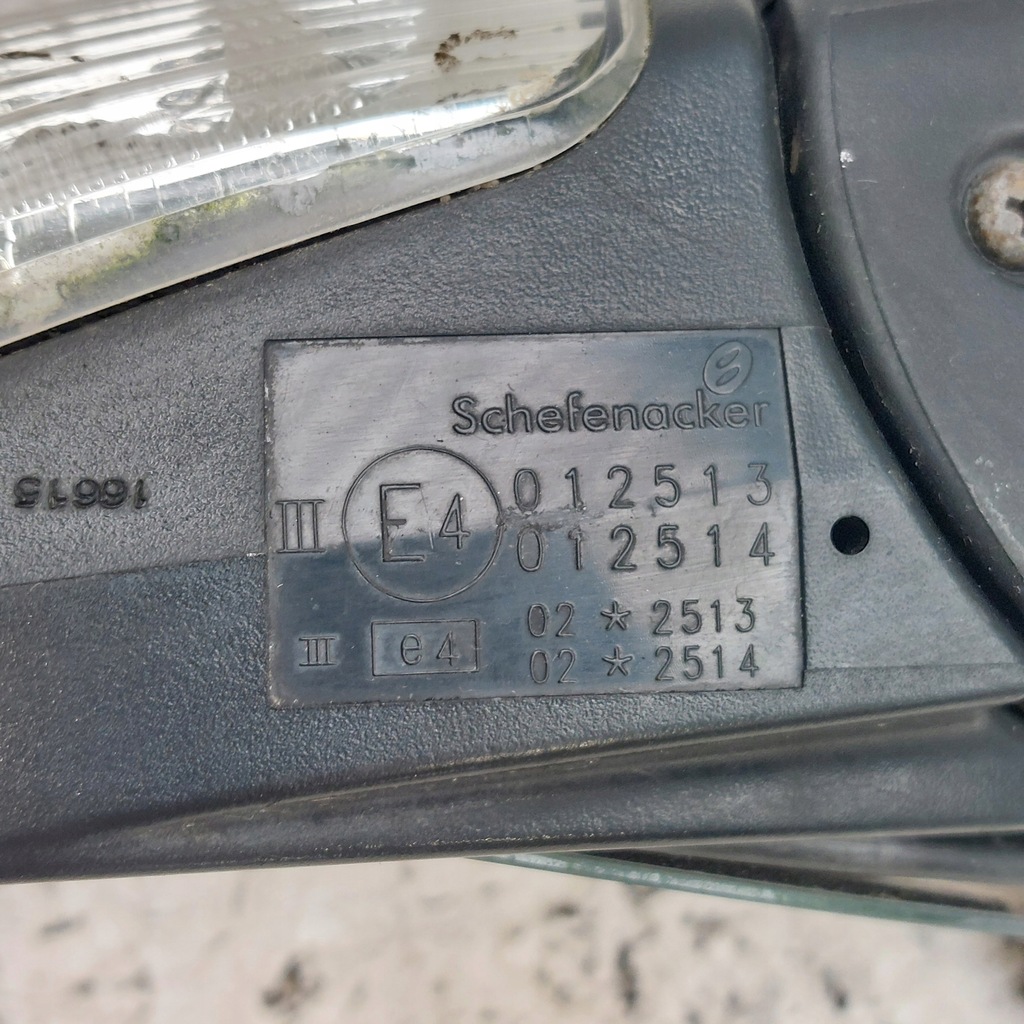 Schefenacker
III E4 012513
012514
III e4 02 * 2513
02 * 2514
16615